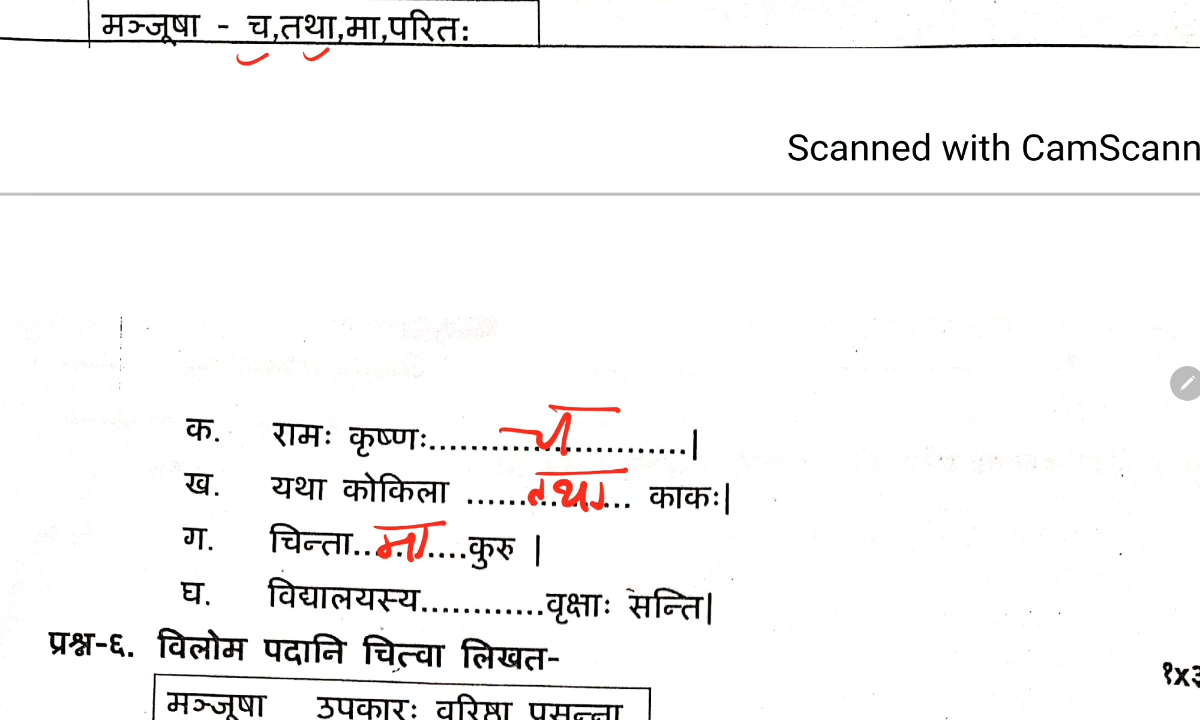 मञ्जूषा - च,तथा,मा,परितः
Scanned with CamScann
क. रामः कृष्णः.........च.............|
ख. यथा कोकिला ......तथा... काकः|
ग. चिन्ता...मा....कुरु |
घ. विद्यालयस्य............वृक्षाः सन्ति|
प्रश्न-६. विलोम पदानि चित्वा लिखत-
१x३
मञ्जूषा उपकारः वरिष्ठा प्रसन्ना